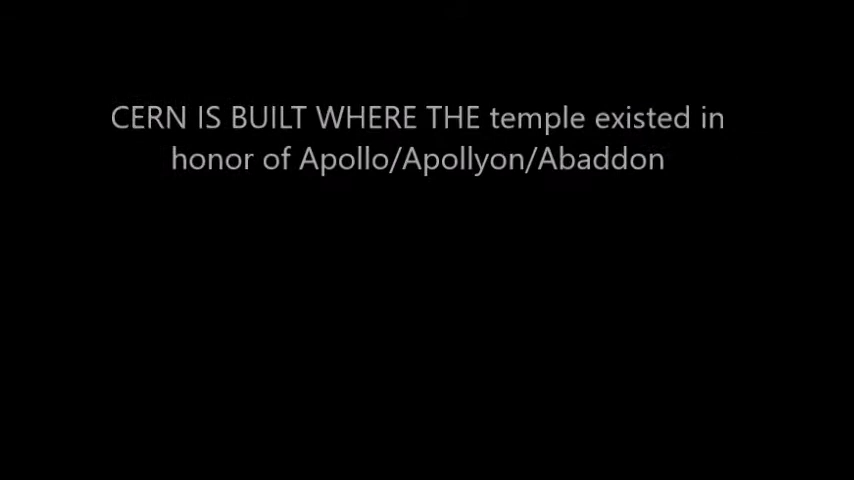 CERN IS BUILT WHERE THE temple existed in
honor of Apollo/Apollyon/Abaddon